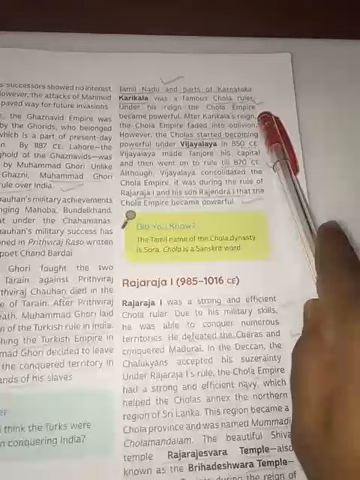 s successors showed no interest
owever, the attacks of Mahmud
paved way for future invasions.
, the Ghaznavid Empire was
by the Ghorids, who belonged
which is a part of present-day
n By 1187 CE, Lahore—the
ghold of the Ghaznavids—was
by Muhammad Ghori Unlike
Ghazni, Muhammad Ghori
rule over India.
auhan's military achievements
nging Mahoba, Bundelkhand,
at under the Chahamanas.
auhan's military success has
oned in Prithviraj Raso written
poet Chand Bardai
Ghori fought the two
Tarain against Prithviraj
thviraj Chauhan died in the
e of Tarain. After Prithviraj
eath, Muhammad Ghori laid
n of the Turkish rule in India.
shing the Turkish Empire in
mad Ghori decided to leave
the conquered territory in
ands of his slaves
er
think the Turks were
n conquering India?
Tamil Nadu and parts of Karnataka
Karikala was a famous Chola ruler
Under his reign the Chola Empire
became powerful. After Karikala's reign,
the Chola Empire faded into oblivion.
However, the Cholas started becoming
powerful under Vijayalaya in 850 CE
Vijayalaya made Tanjore his capital
and then went on to rule till 870 CE
Although, Vijayalaya consolidated the
Chola Empire, it was during the rule of
Rajaraja I and his son Rajendra I that the
Chola Empire became powerful
Did You Know?
The Tamil name of the Chola dynasty
is Sora. Chola is a Sanskrit word.
Rajaraja I (985–1016 CE)
Rajaraja I was a strong and efficient
Chola ruler Due to his military skills,
he was able to conquer numerous
territories. He defeated the Cheras and
conquered Madurai. In the Deccan, the
Chalukyans accepted his suzerainty
Under Rajaraja I's rule, the Chola Empire
had a strong and efficient navy, which
helped the Cholas annex the northern
region of Sri Lanka. This region became a
Chola province and was named Mummadi
Cholamandalam. The beautiful Shiva
temple Rajarajesvara Temple—also
known as the Brihadeshwara Temple—
during the reign of